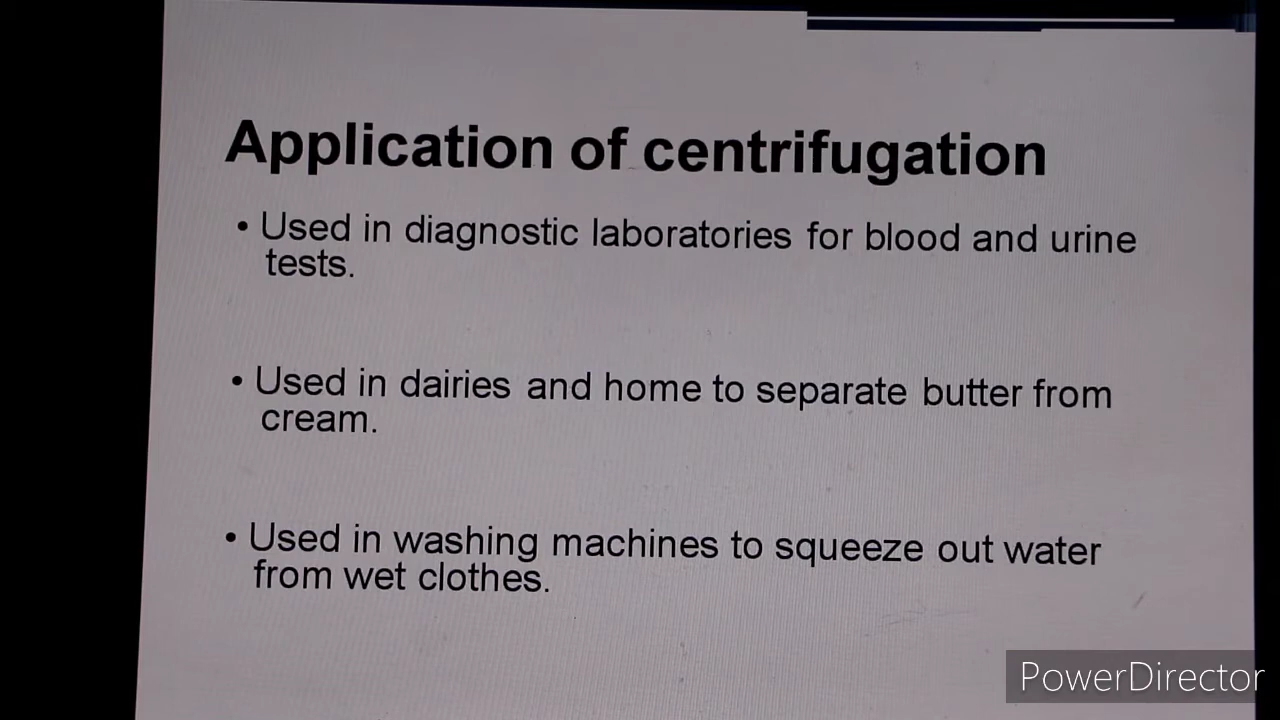 Application of centrifugation
• Used in diagnostic laboratories for blood and urine
tests.
• Used in dairies and home to separate butter from
cream.
• Used in washing machines to squeeze out water
from wet clothes.
PowerDirector